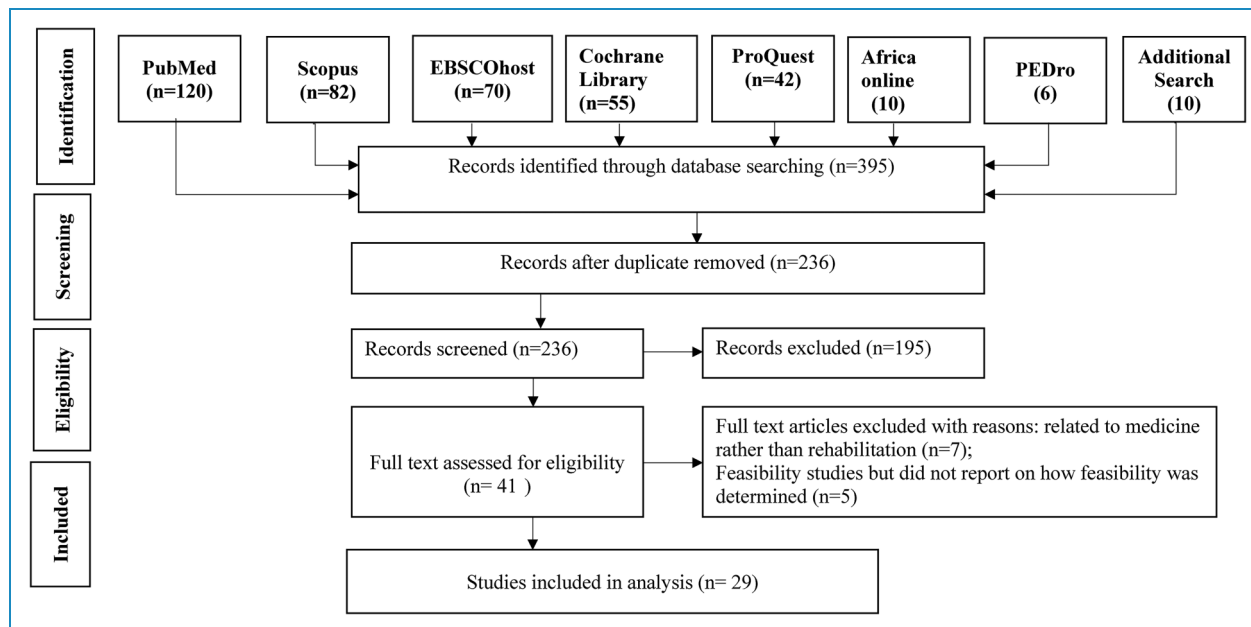 Identification
PubMed
(n=120)
Scopus
(n=82)
EBSCOhost
(n=70)
Cochrane
Library
(n=55)
ProQuest
(n=42)
Africa
online
(10)
PEDro
(6)
Additional
Search
(10)
Records identified through database searching (n=395)
Screening
Records after duplicate removed (n=236)
Eligibility
Records screened (n=236)
Records excluded (n=195)
Full text assessed for eligibility
(n= 41 )
Full text articles excluded with reasons: related to medicine
rather than rehabilitation (n=7);
Feasibility studies but did not report on how feasibility was
determined (n=5)
Included
Studies included in analysis (n= 29)